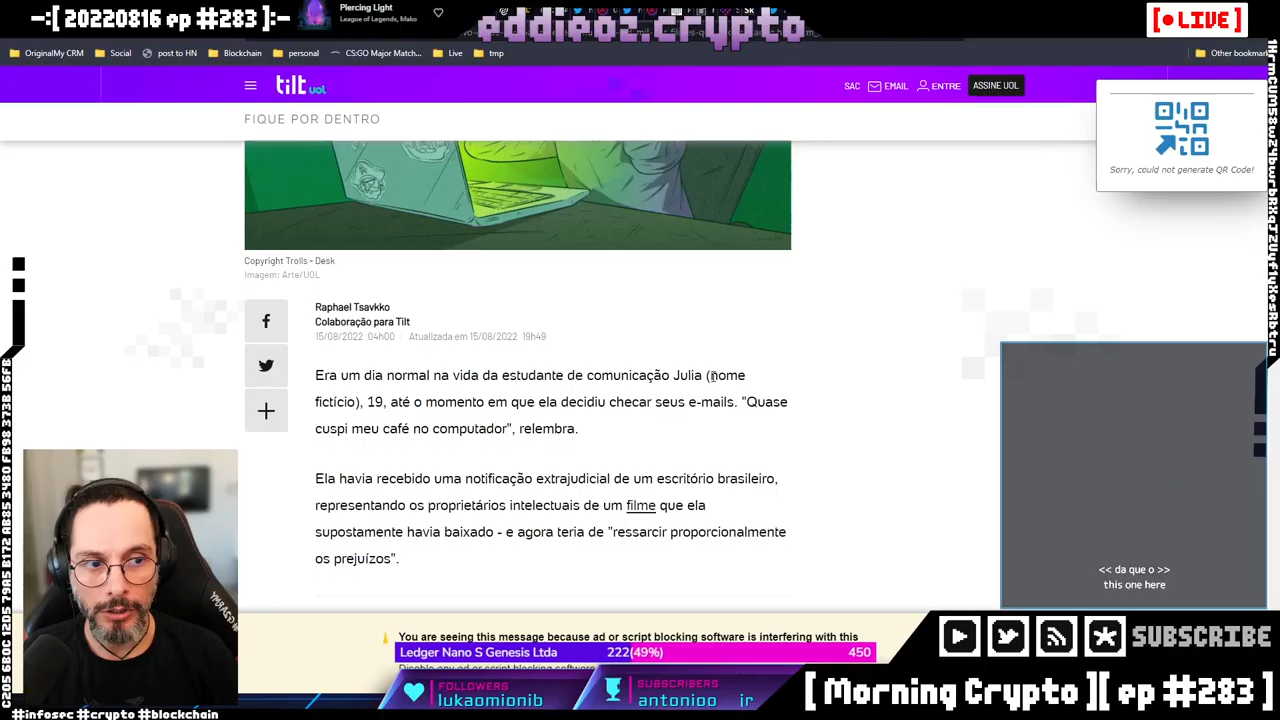 -:[ 20220816 ep #283 ]:-
Piercing Light
League of Legends, Mako
eddieoz.crypto
[●LIVE]
OriginalMy CRM
Social
post to HN
Blockchain
personal
CS:GO Major Match...
Live
tmp
Other bookmark
tilt uol
SAC
EMAIL
ENTRE
ASSINE UOL
FIQUE POR DENTRO
Sorry, could not generate QR Code!
Copyright Trolls - Desk
Imagem: Arte/UOL
Raphael Tsavkko
Colaboração para Tilt
15/08/2022 04h00 | Atualizada em 15/08/2022 19h49
Era um dia normal na vida da estudante de comunicação Julia (nome
fictício), 19, até o momento em que ela decidiu checar seus e-mails. "Quase
cuspi meu café no computador", relembra.
Ela havia recebido uma notificação extrajudicial de um escritório brasileiro,
representando os proprietários intelectuais de um filme que ela
supostamente havia baixado - e agora teria de "ressarcir proporcionalmente
os prejuízos".
<< da que o >>
this one here
You are seeing this message because ad or script blocking software is interfering with this
Ledger Nano S Genesis Ltda 222(49%) 450
FOLLOWERS
lukaomionib
SUBSCRIBERS
antonioo jr
SUBSCRIBE
[ Morning Crypto ][ ep #283 ]
#infosec #crypto #blockchain